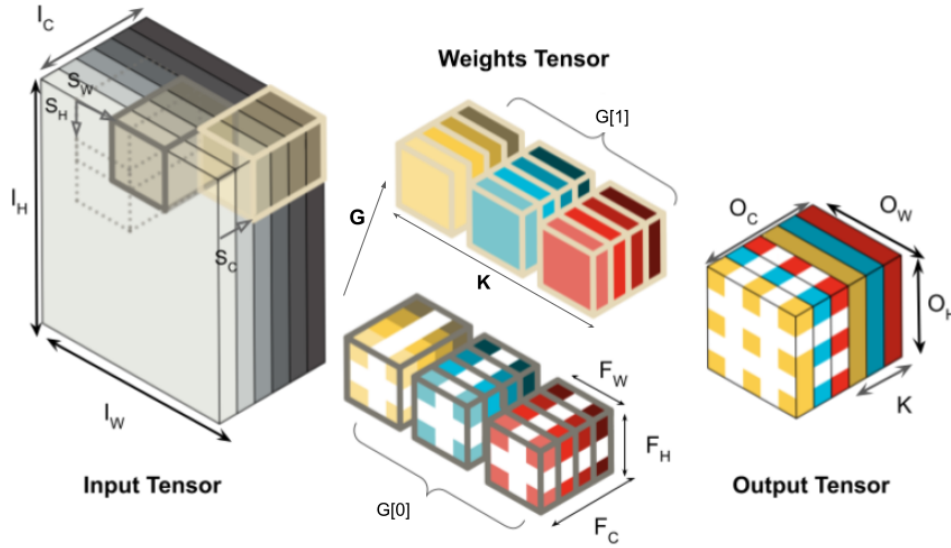 I_C
Weights Tensor
S_W
S_H
G[1]
I_H
G
K
S_C
O_C
O_W
O_H
K
F_W
F_H
F_C
I_W
Input Tensor
G[0]
Output Tensor